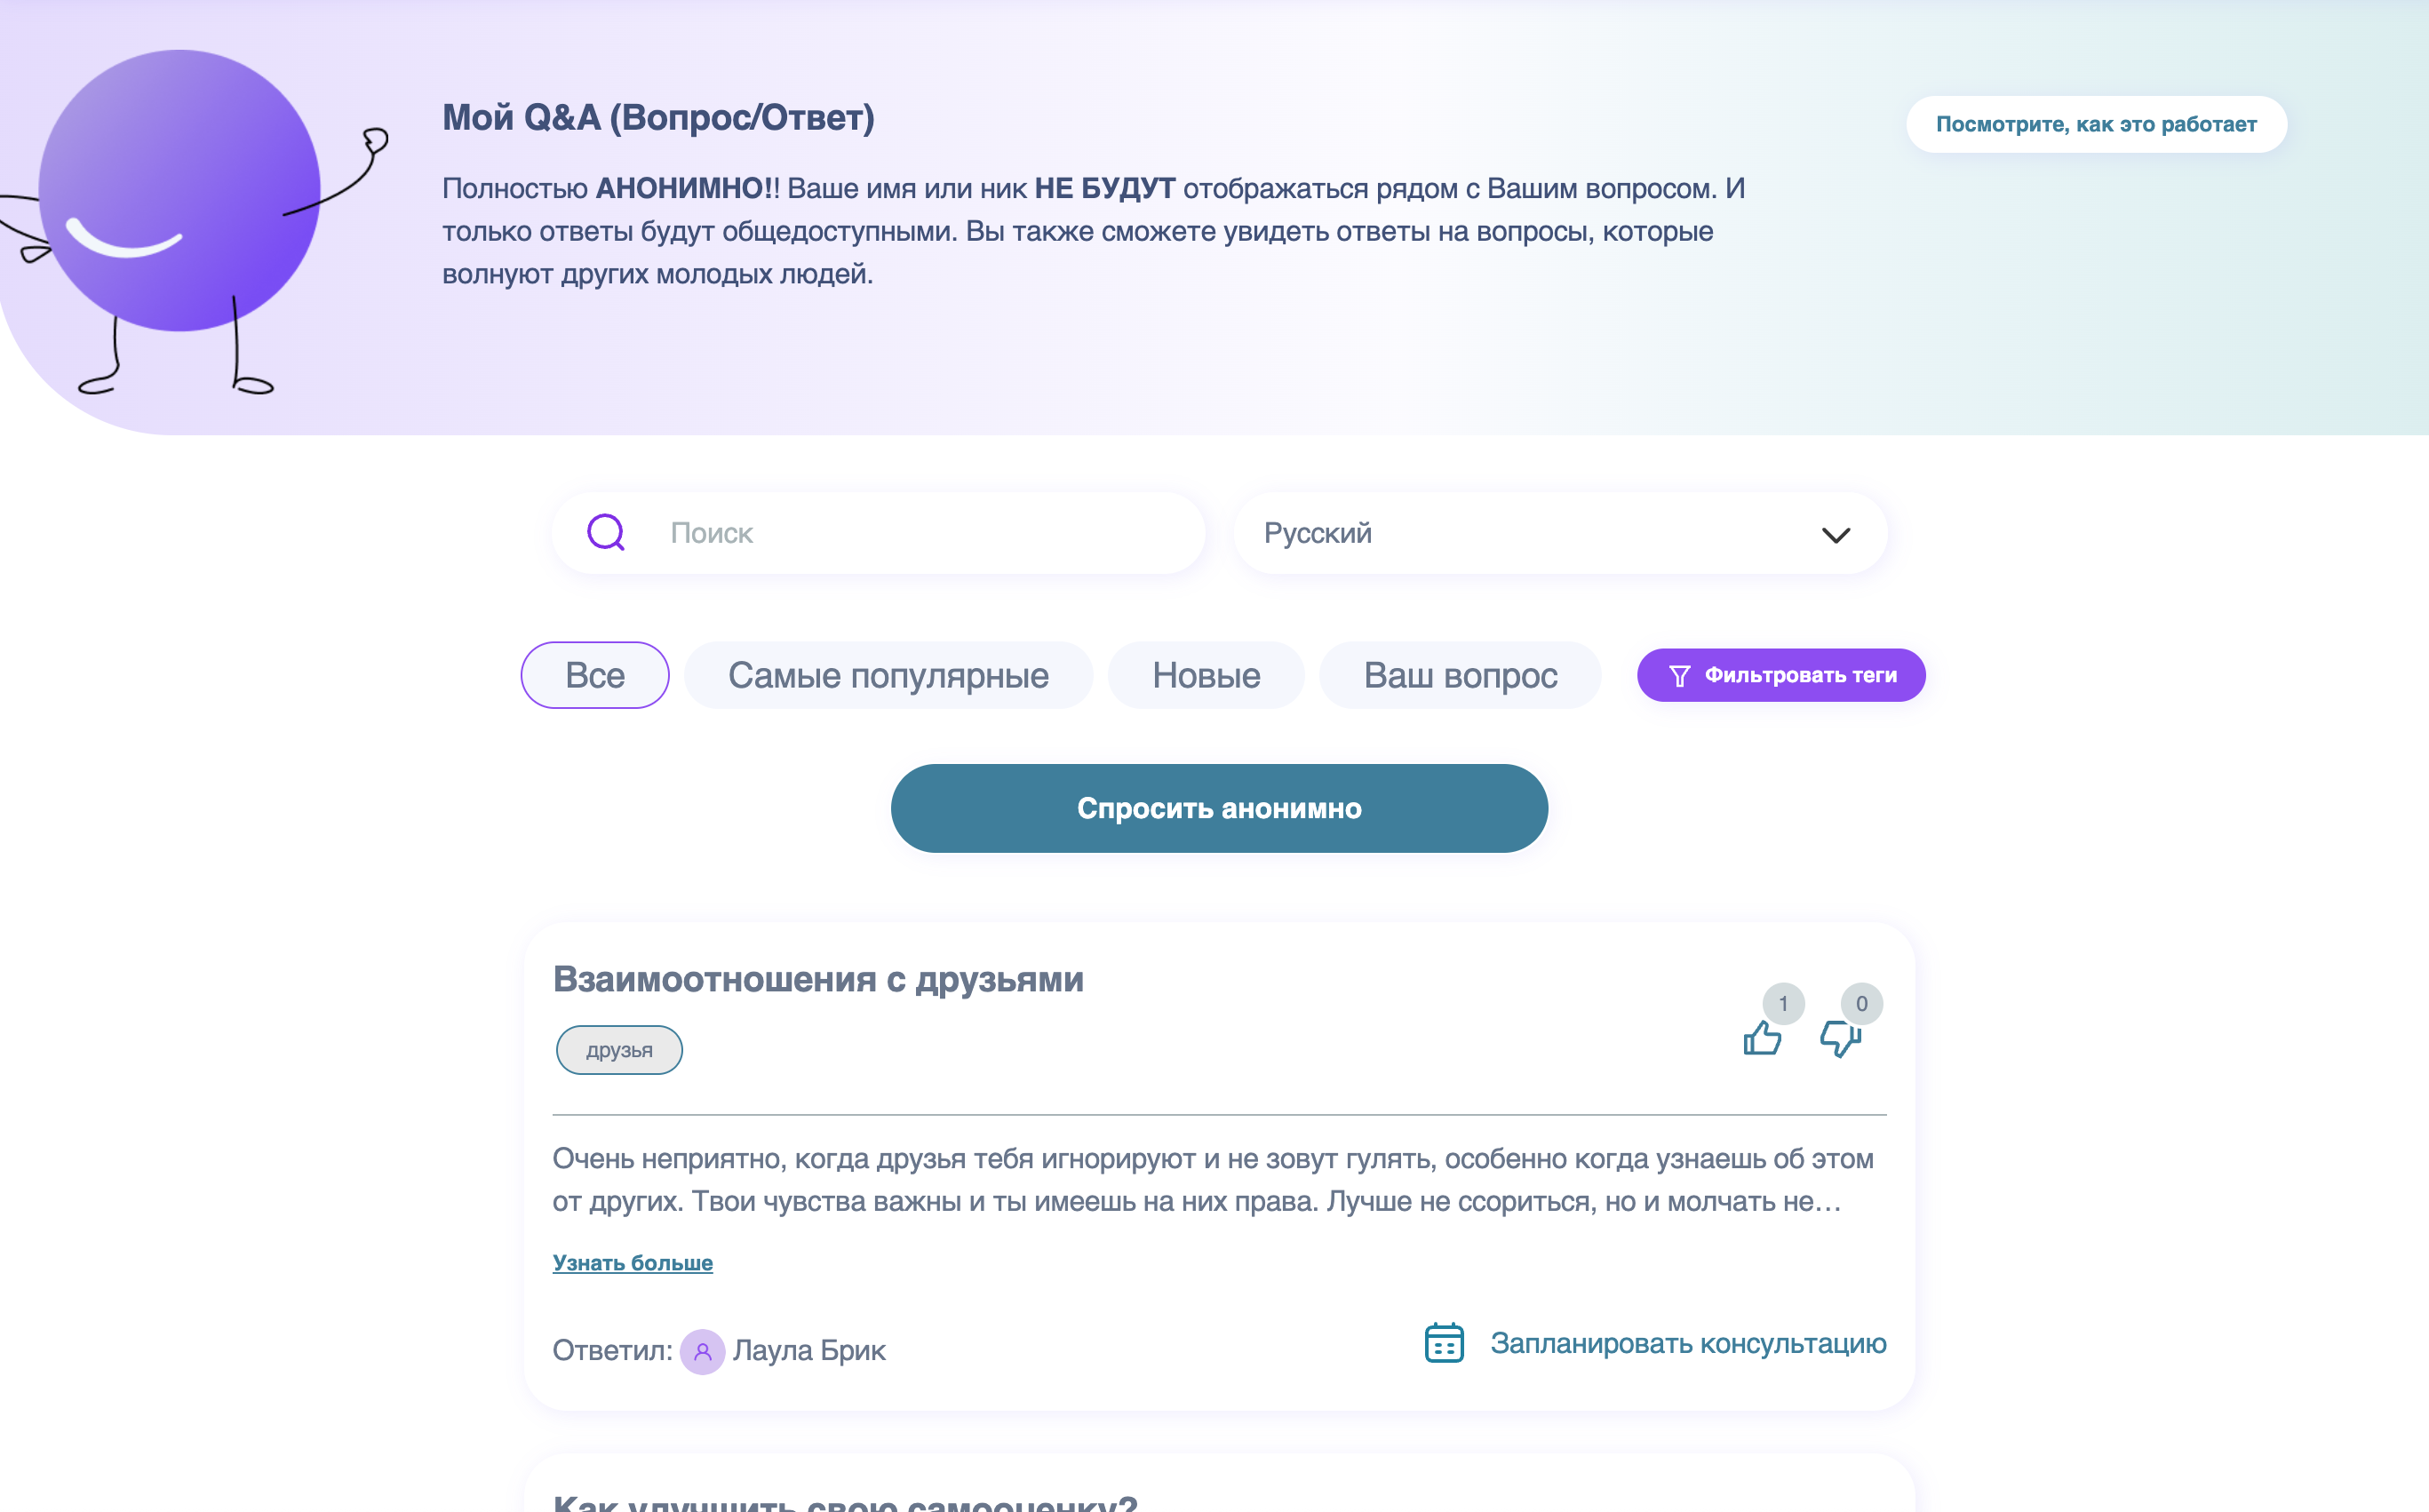 Мой Q&A (Вопрос/Ответ)
Посмотрите, как это работает
Полностью АНОНИМНО!! Ваше имя или ник НЕ БУДУТ отображаться рядом с Вашим вопросом. И
только ответы будут общедоступными. Вы также сможете увидеть ответы на вопросы, которые
волнуют других молодых людей.
Поиск
Русский
Все
Самые популярные
Новые
Ваш вопрос
Фильтровать теги
Спросить анонимно
Взаимоотношения с друзьями
1
0
друзья
Очень неприятно, когда друзья тебя игнорируют и не зовут гулять, особенно когда узнаешь об этом
от других. Твои чувства важны и ты имеешь на них права. Лучше не ссориться, но и молчать не…
Узнать больше
Ответил: Лаула Брик
Запланировать консультацию
Как улучшить свою самооценку?